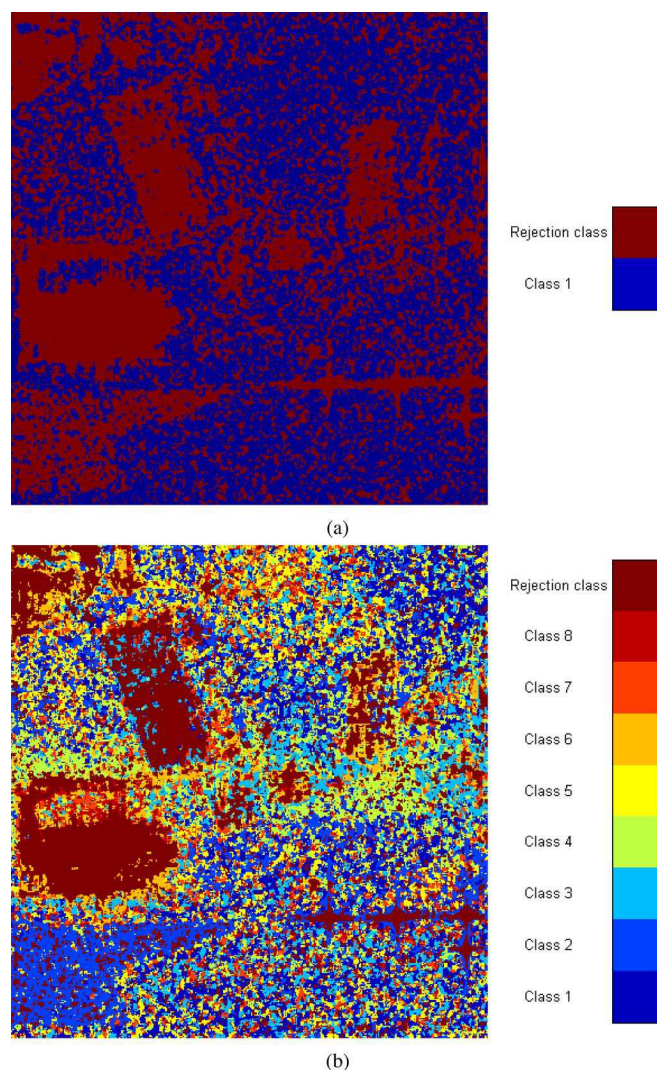 Rejection class
Class 1
(a)
Rejection class
Class 8
Class 7
Class 6
Class 5
Class 4
Class 3
Class 2
Class 1
(b)